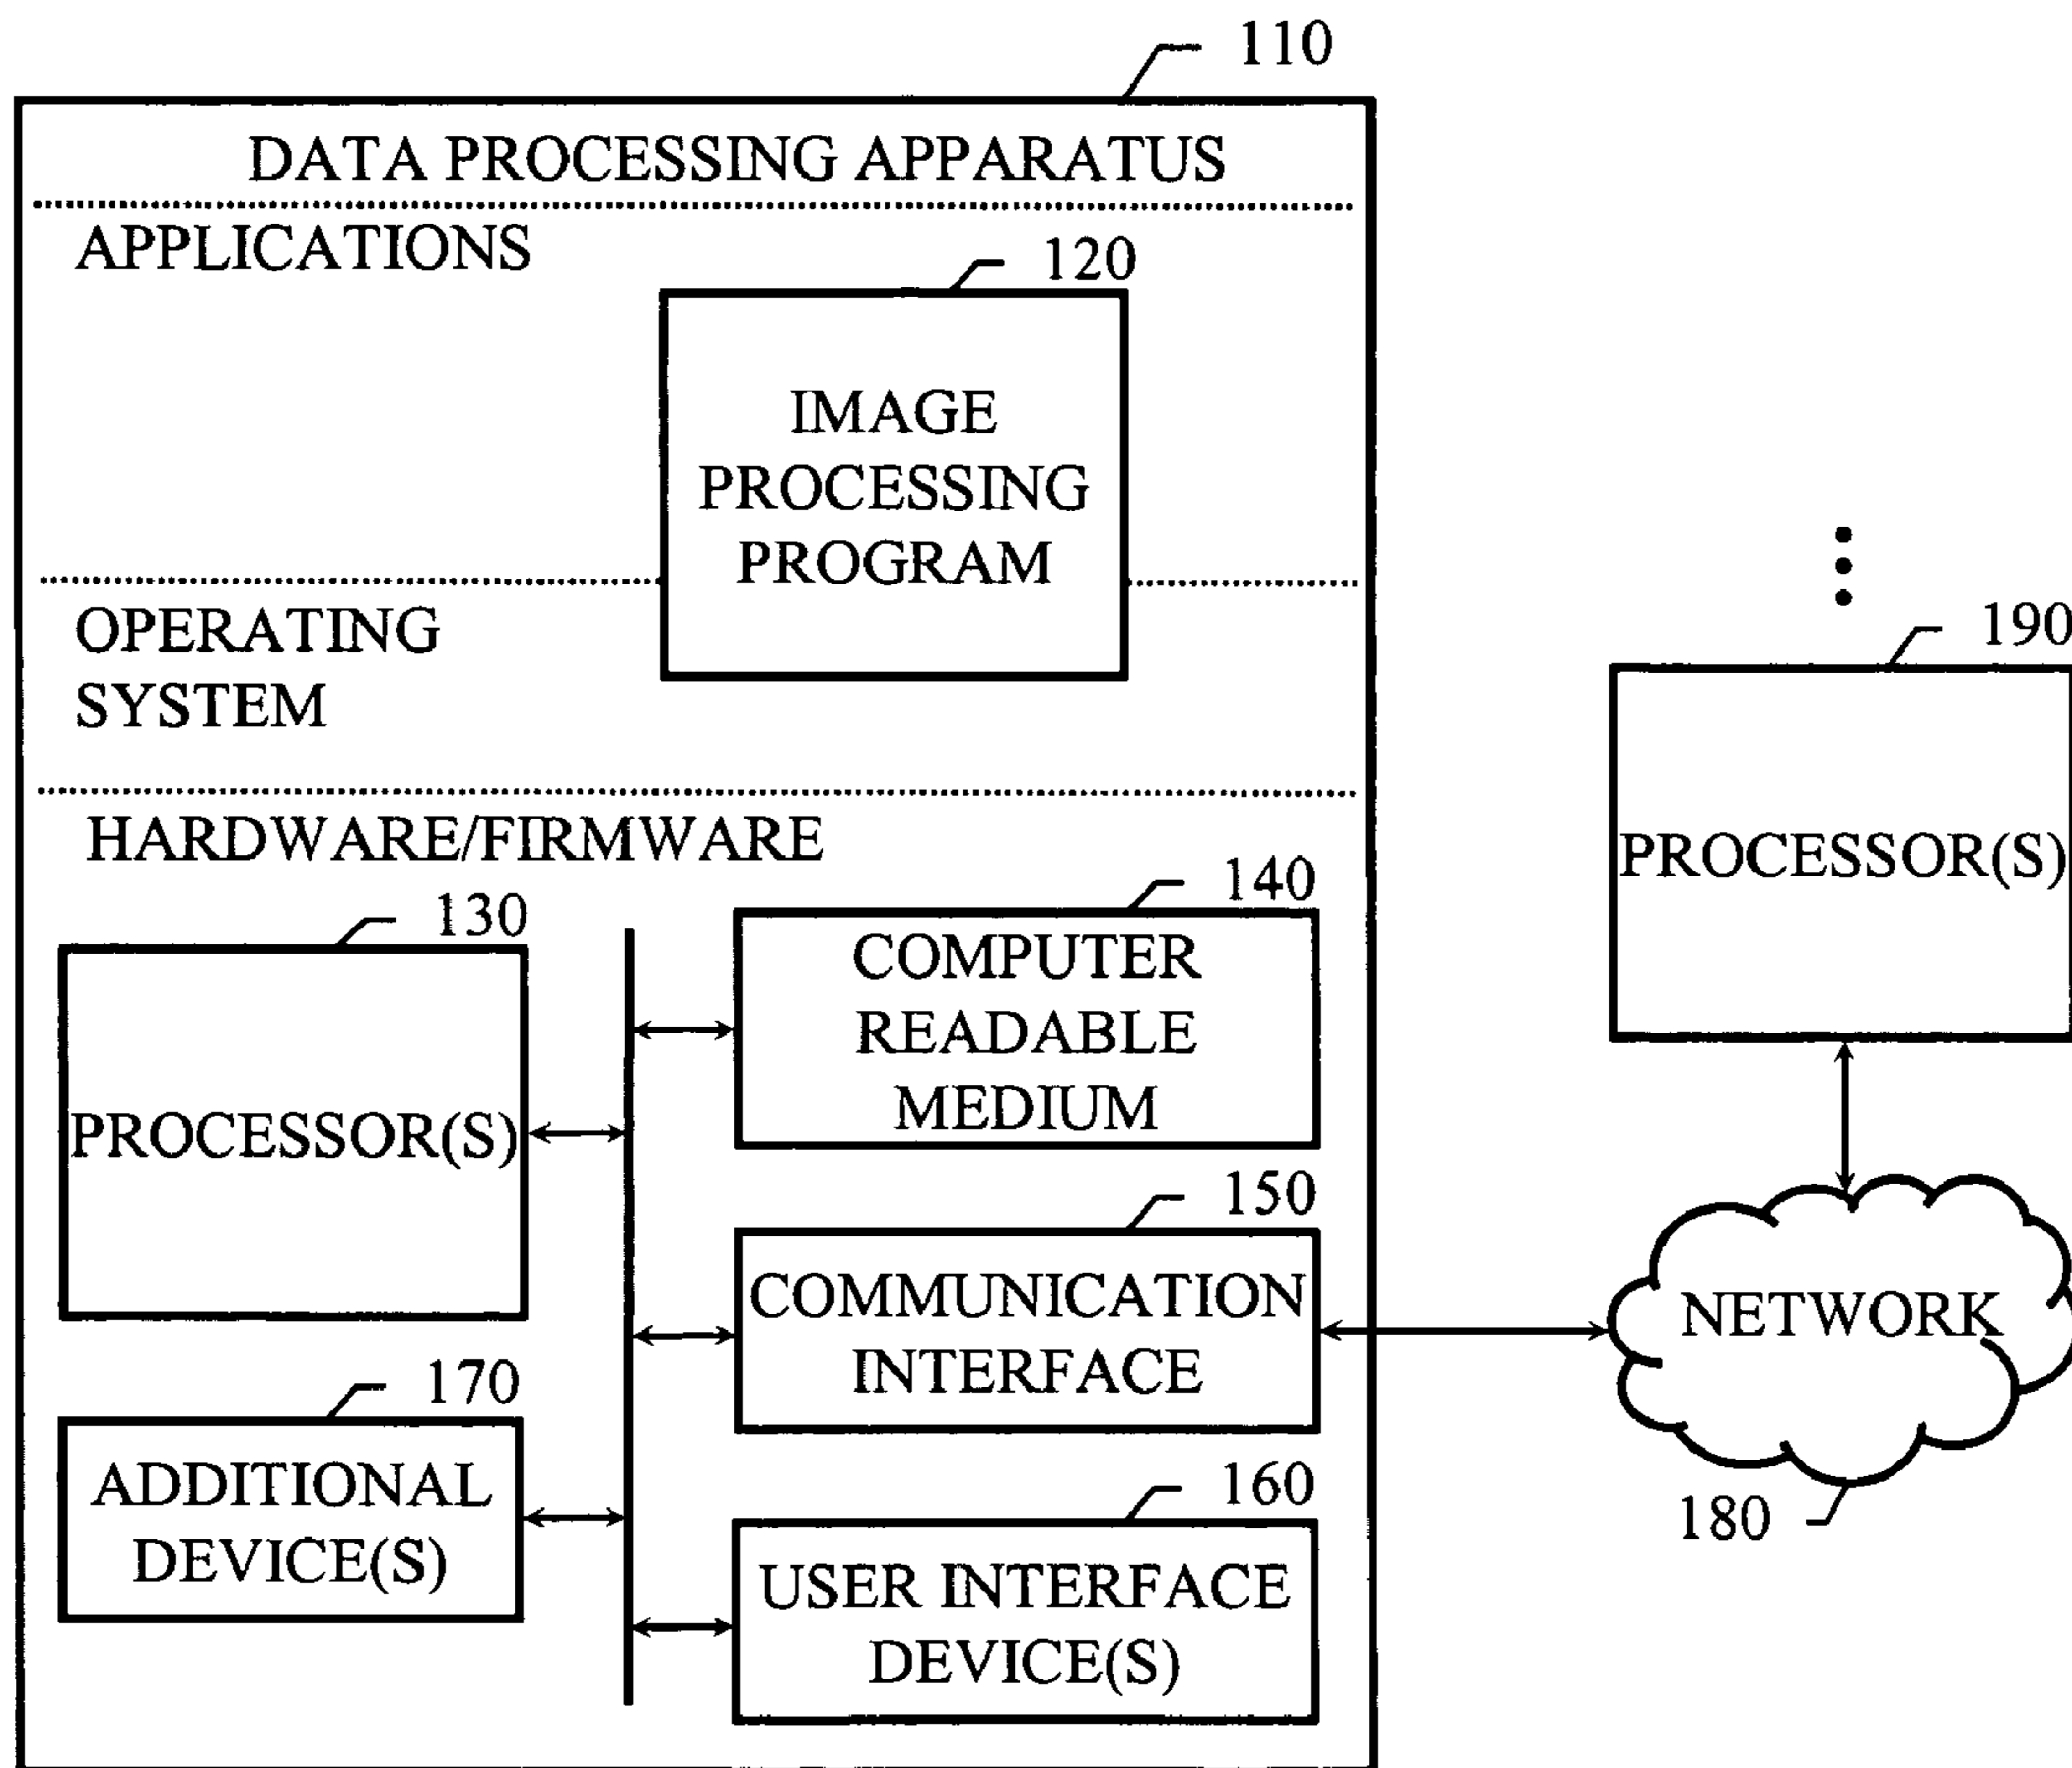 110
DATA PROCESSING APPARATUS
APPLICATIONS
120
IMAGE
PROCESSING
PROGRAM
OPERATING
SYSTEM
190
PROCESSOR(S)
HARDWARE/FIRMWARE
130
PROCESSOR(S)
140
COMPUTER
READABLE
MEDIUM
150
COMMUNICATION
INTERFACE
NETWORK
180
170
ADDITIONAL
DEVICE(S)
160
USER INTERFACE
DEVICE(S)